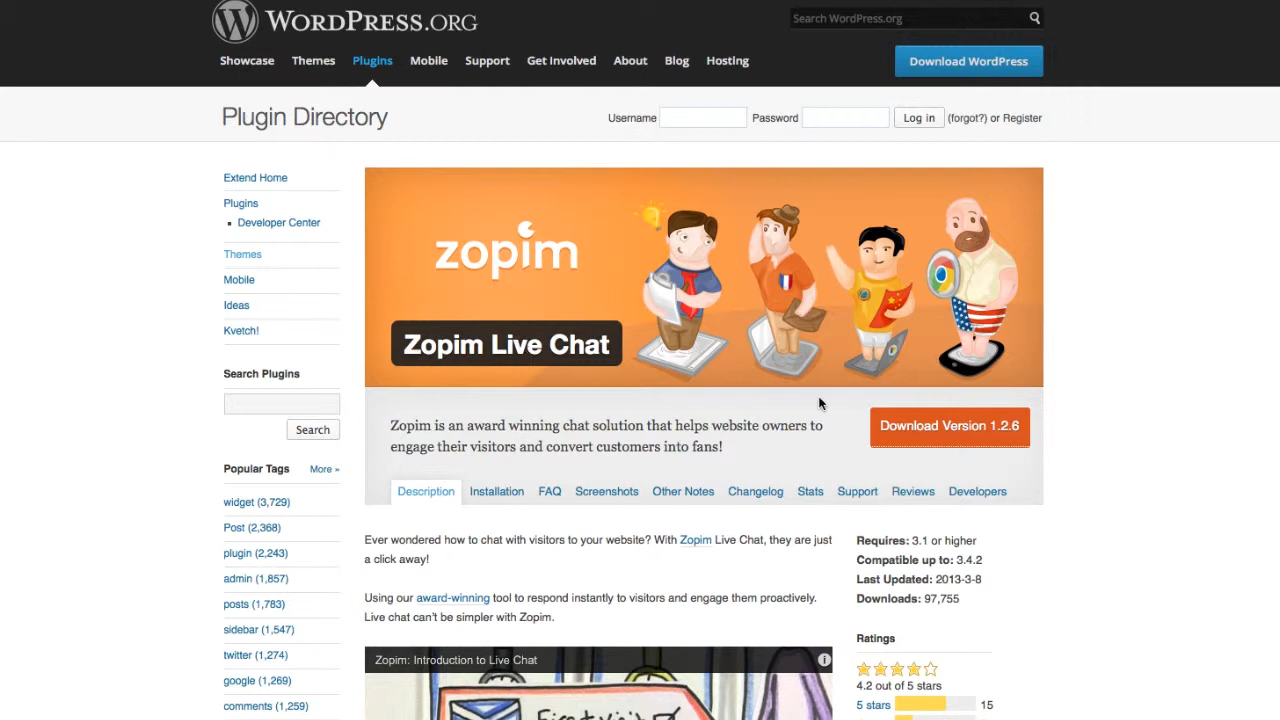 WORDPRESS.ORG
Search WordPress.org
Showcase Themes Plugins Mobile Support Get Involved About Blog Hosting
Download WordPress
Plugin Directory
Username Password Log in (forgot?) or Register
Extend Home
Plugins
Developer Center
Themes
Mobile
Ideas
Kvetch!
Search Plugins
Search
Popular Tags More »
widget (3,729)
Post (2,368)
plugin (2,243)
admin (1,857)
posts (1,783)
sidebar (1,547)
twitter (1,274)
google (1,269)
comments (1,259)
zopim
Zopim Live Chat
Zopim is an award winning chat solution that helps website owners to
engage their visitors and convert customers into fans!
Download Version 1.2.6
Description Installation FAQ Screenshots Other Notes Changelog Stats Support Reviews Developers
Ever wondered how to chat with visitors to your website? With Zopim Live Chat, they are just
a click away!
Using our award-winning tool to respond instantly to visitors and engage them proactively.
Live chat can't be simpler with Zopim.
Zopim: Introduction to Live Chat
First visit
Requires: 3.1 or higher
Compatible up to: 3.4.2
Last Updated: 2013-3-8
Downloads: 97,755
Ratings
4.2 out of 5 stars
5 stars 15